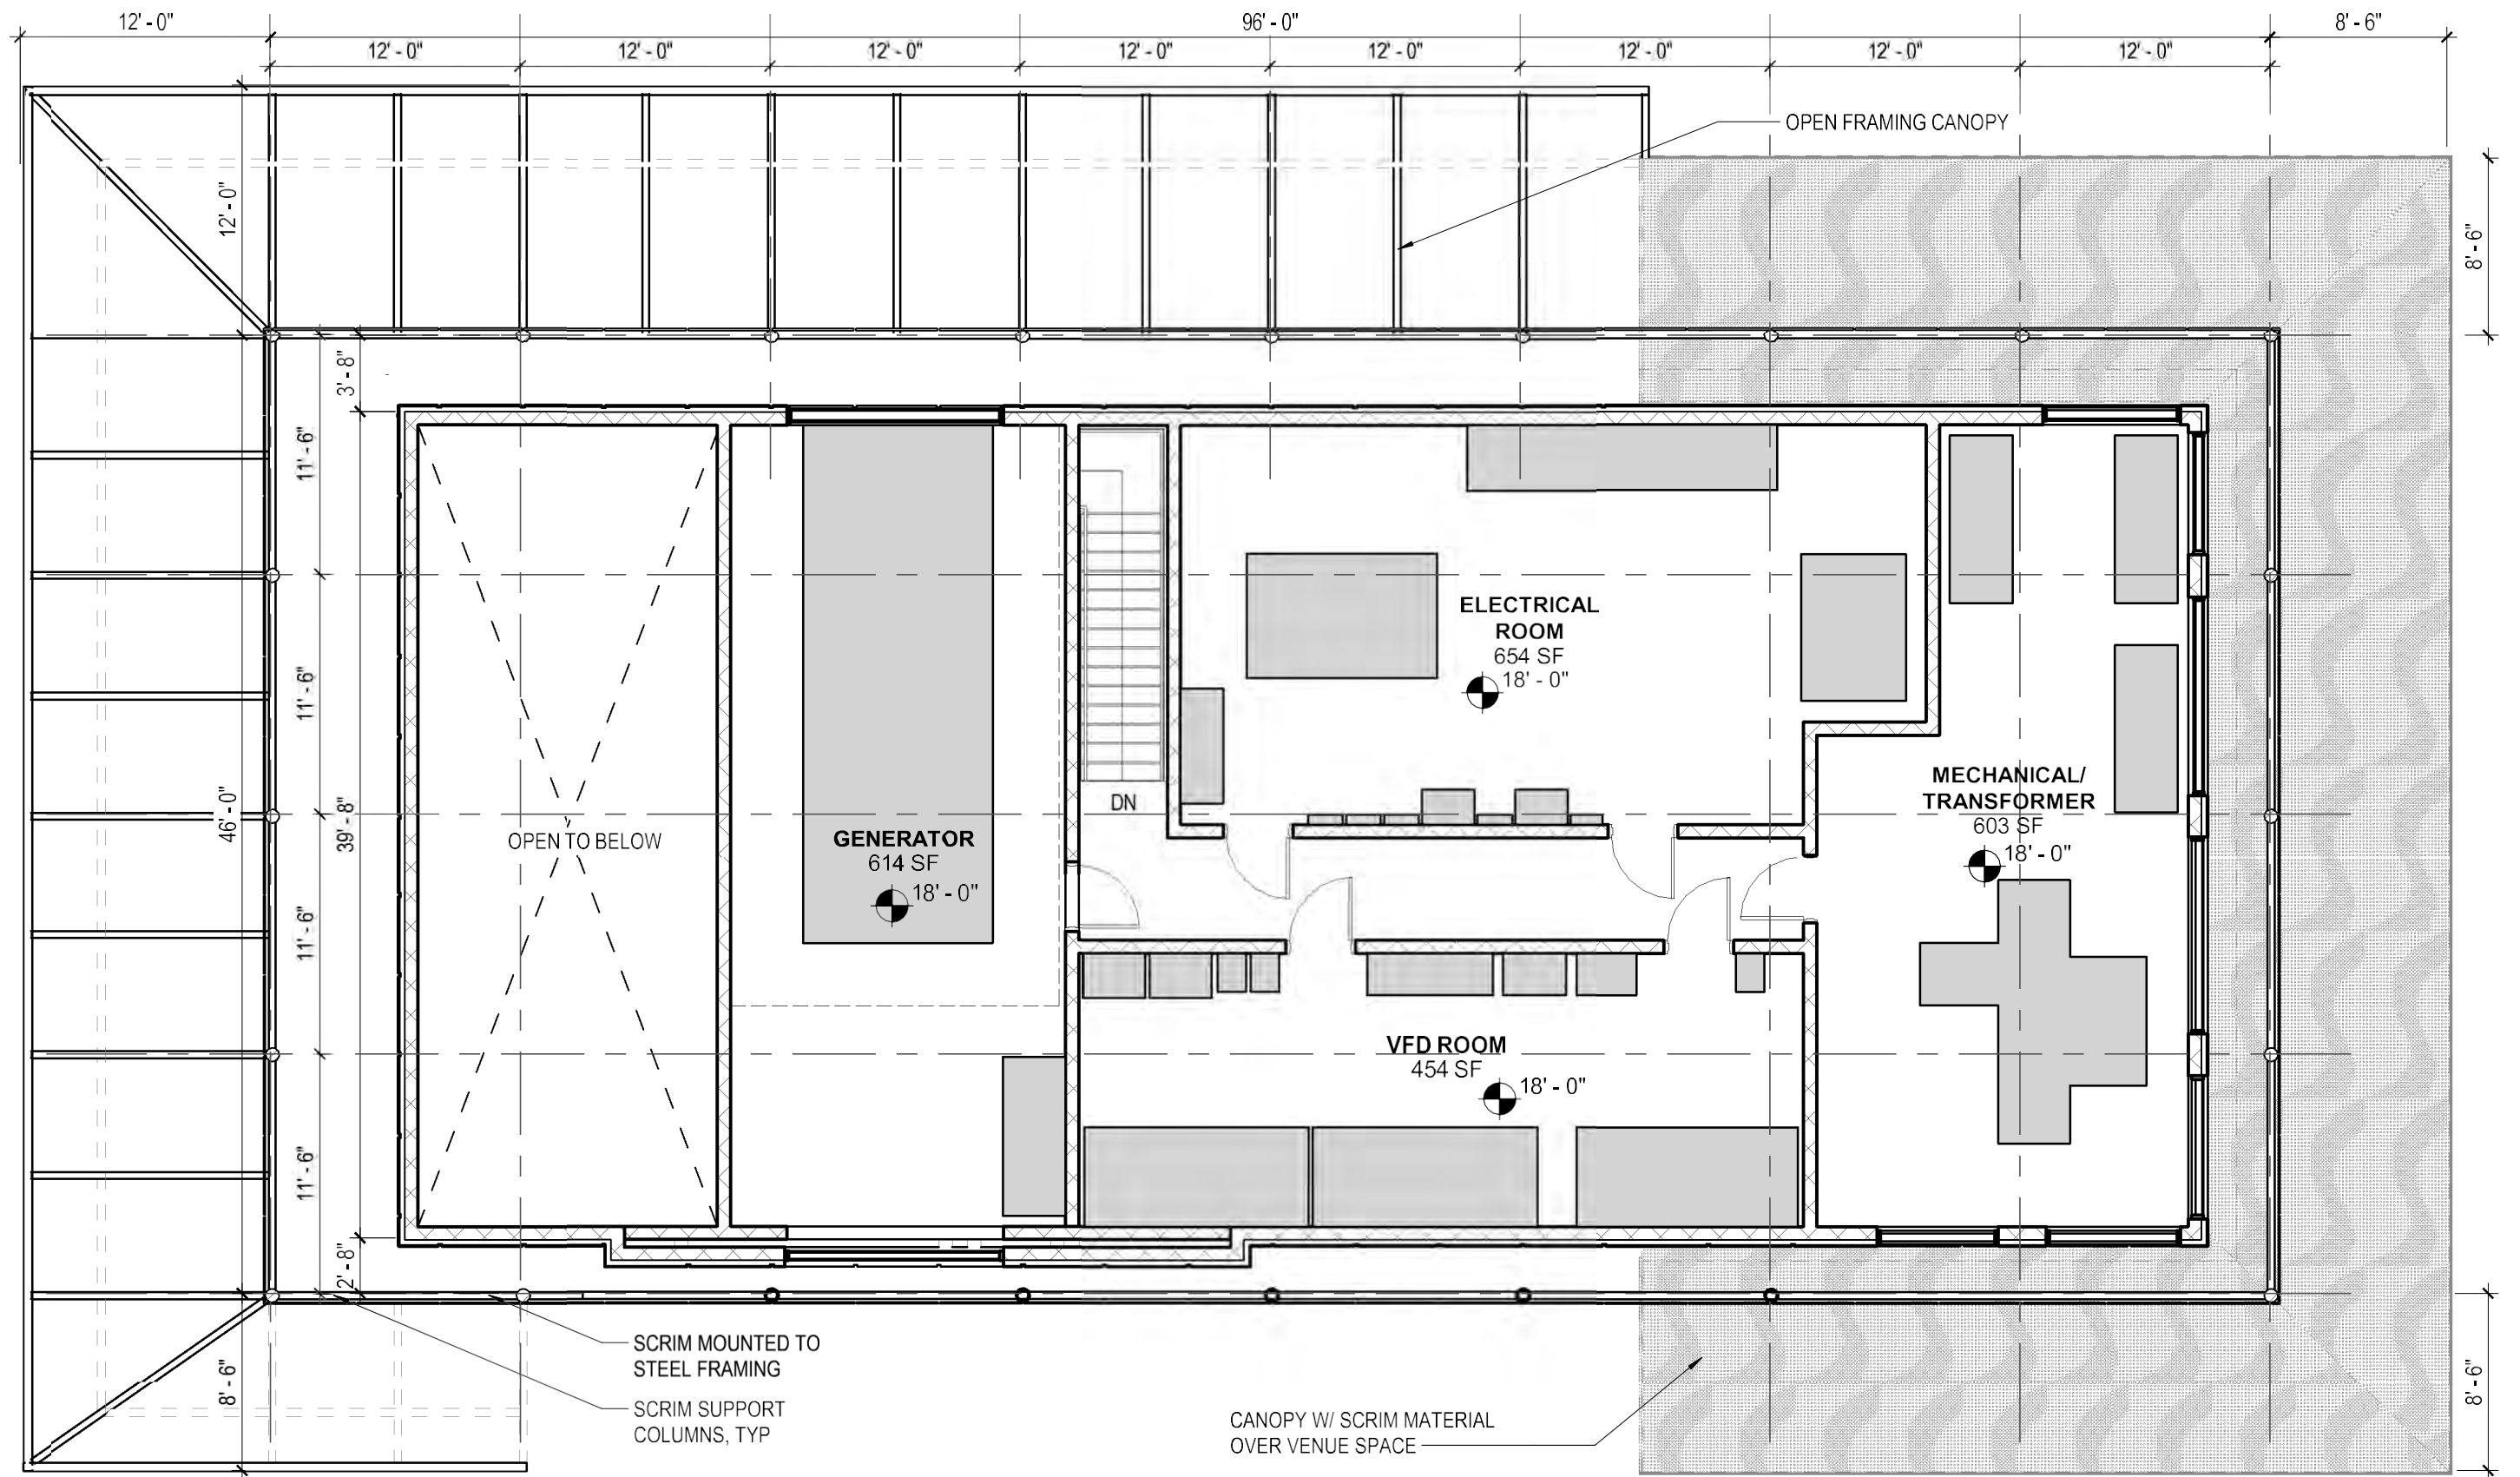 12' - 0"
96' - 0"
8' - 6"
12' - 0"
12' - 0"
12' - 0"
12' - 0"
12' - 0"
12' - 0"
12' - 0"
12' - 0"
OPEN FRAMING CANOPY
12' - 0"
8' - 6"
3' - 8"
11' - 6"
ELECTRICAL
ROOM
654 SF
18' - 0"
11' - 6"
MECHANICAL/
TRANSFORMER
603 SF
18' - 0"
DN
46' - 0"
39' - 8"
OPEN TO BELOW
GENERATOR
614 SF
18' - 0"
11' - 6"
VFD ROOM
454 SF
18' - 0"
11' - 6"
2' - 8"
SCRIM MOUNTED TO
STEEL FRAMING
8' - 6"
SCRIM SUPPORT
COLUMNS, TYP
CANOPY W/ SCRIM MATERIAL
OVER VENUE SPACE
8' - 6"